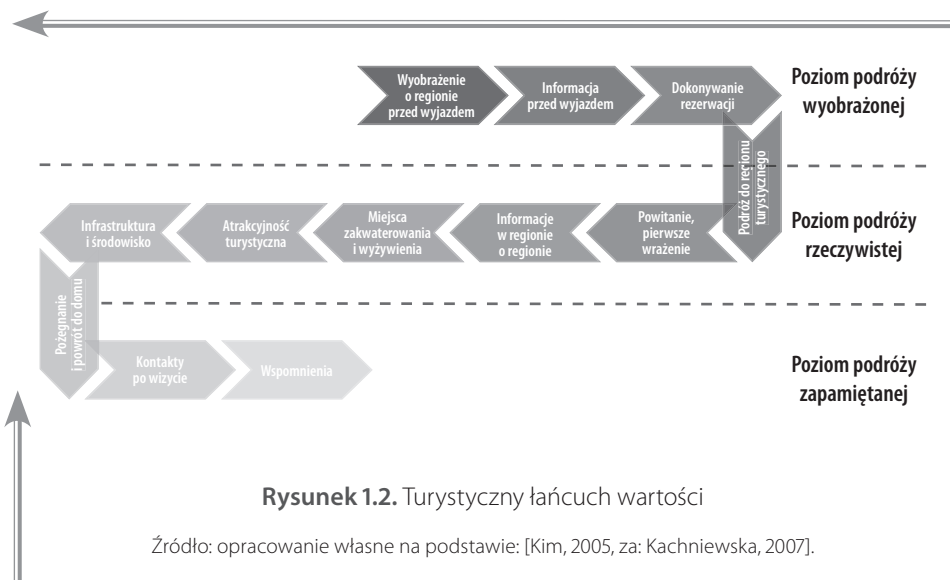 Wyobrażenie
o regionie
przed wyjazdem
Informacja
przed wyjazdem
Dokonywanie
rezerwacji
Poziom podróży
wyobrażonej
Podróż do regionu
turystycznego
Infrastruktura
i środowisko
Atrakcyjność
turystyczna
Miejsca
zakwaterowania
i wyżywienia
Informacje
w regionie
o regionie
Powitanie,
pierwsze
wrażenie
Poziom podróży
rzeczywistej
Pożegnanie
i powrót do domu
Kontakty
po wizycie
Wspomnienia
Poziom podróży
zapamiętanej
Rysunek 1.2. Turystyczny łańcuch wartości
Źródło: opracowanie własne na podstawie: [Kim, 2005, za: Kachniewska, 2007].